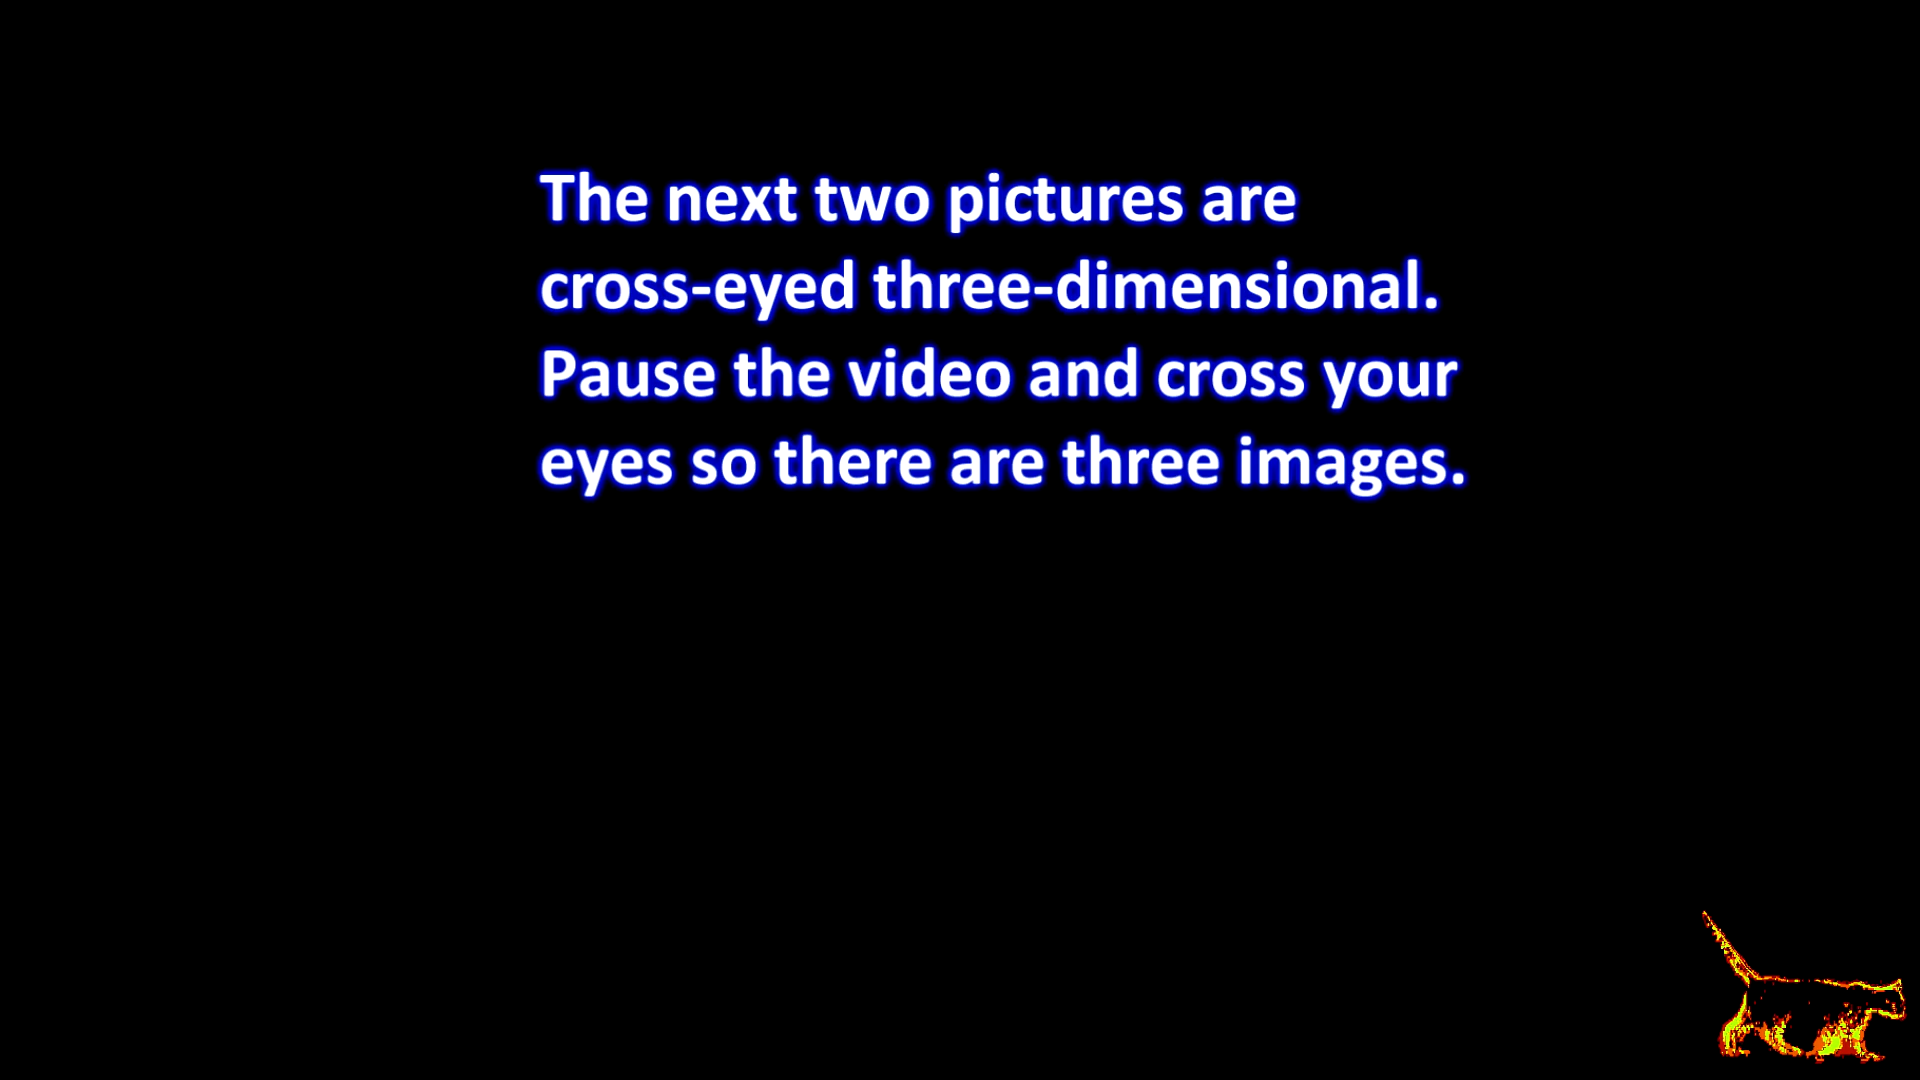 The next two pictures are
cross-eyed three-dimensional.
Pause the video and cross your
eyes so there are three images.